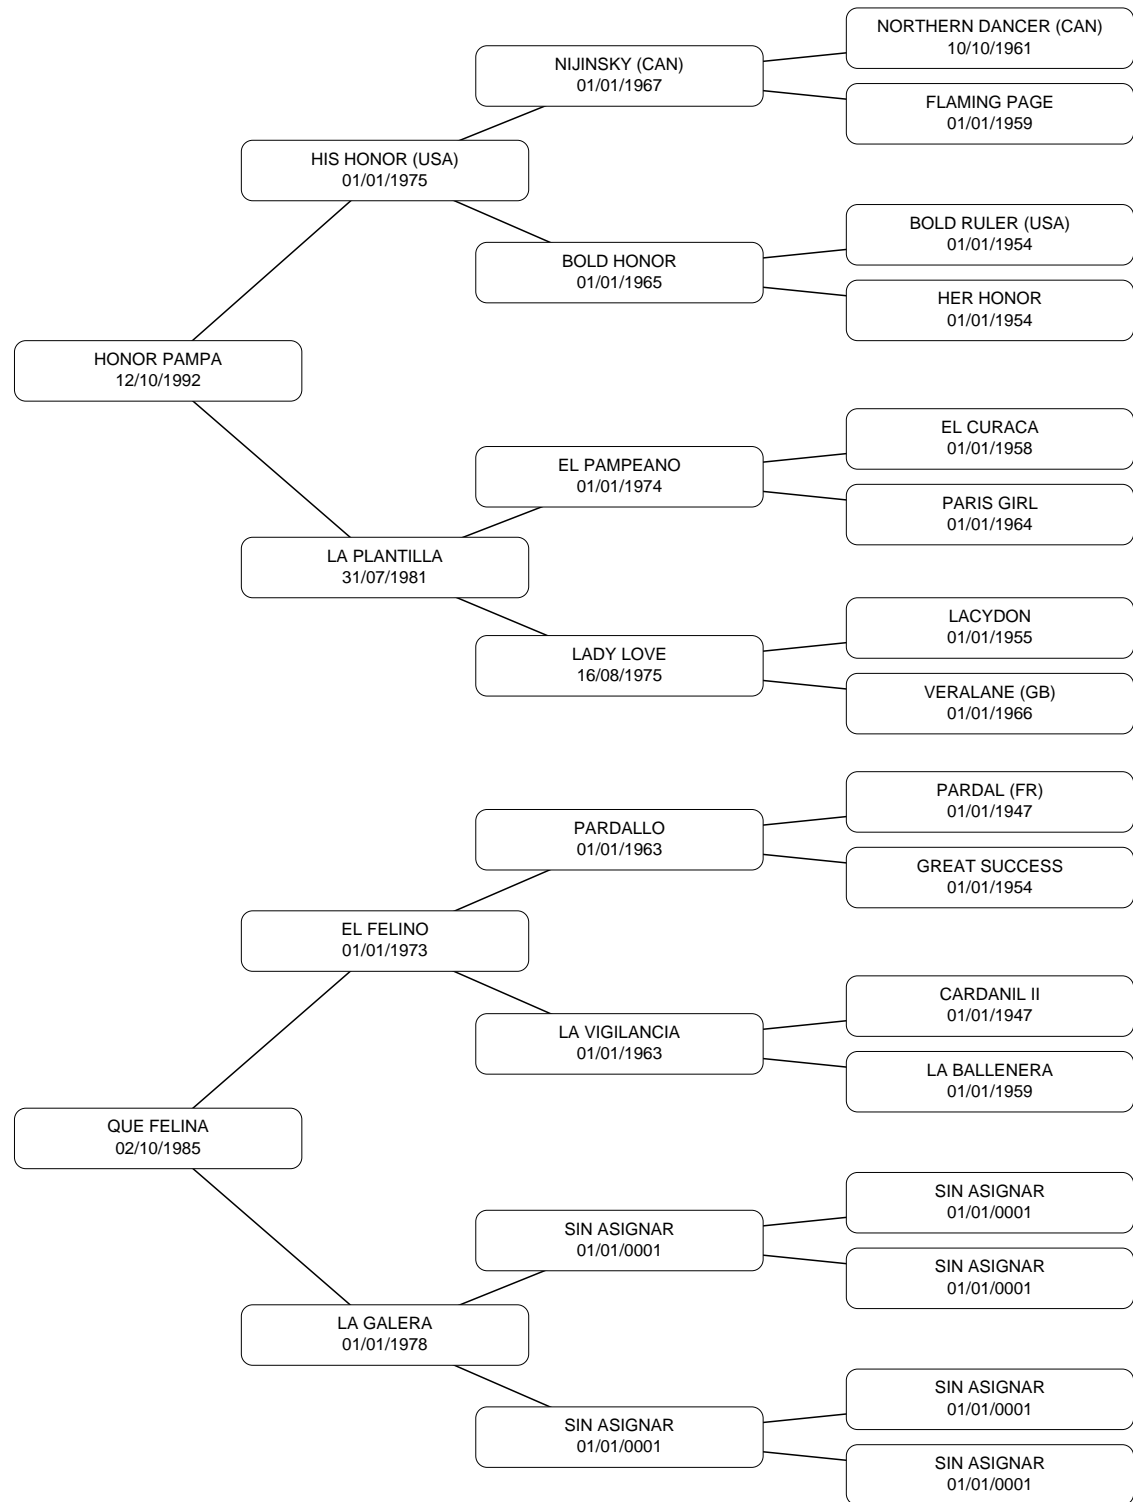 NORTHERN DANCER (CAN)
10/10/1961
NIJINSKY (CAN)
01/01/1967
FLAMING PAGE
01/01/1959
HIS HONOR (USA)
01/01/1975
BOLD RULER (USA)
01/01/1954
BOLD HONOR
01/01/1965
HER HONOR
01/01/1954
HONOR PAMPA
12/10/1992
EL CURACA
01/01/1958
EL PAMPEANO
01/01/1974
PARIS GIRL
01/01/1964
LA PLANTILLA
31/07/1981
LACYDON
01/01/1955
LADY LOVE
16/08/1975
VERALANE (GB)
01/01/1966
PARDAL (FR)
01/01/1947
PARDALLO
01/01/1963
GREAT SUCCESS
01/01/1954
EL FELINO
01/01/1973
CARDANIL II
01/01/1947
LA VIGILANCIA
01/01/1963
LA BALLENERA
01/01/1959
QUE FELINA
02/10/1985
SIN ASIGNAR
01/01/0001
SIN ASIGNAR
01/01/0001
SIN ASIGNAR
01/01/0001
LA GALERA
01/01/1978
SIN ASIGNAR
01/01/0001
SIN ASIGNAR
01/01/0001
SIN ASIGNAR
01/01/0001